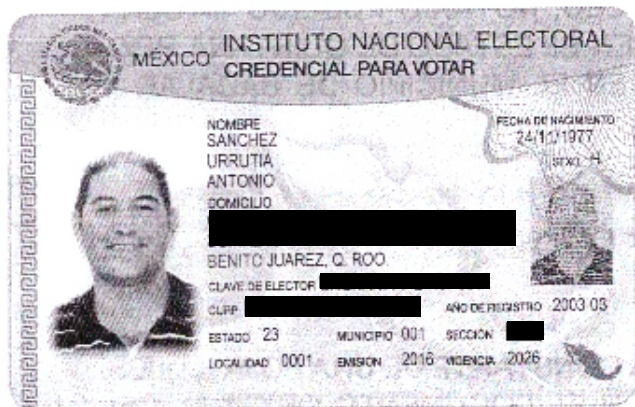 MÉXICO INSTITUTO NACIONAL ELECTORAL
CREDENCIAL PARA VOTAR
NOMBRE
SANCHEZ
URRUTIA
ANTONIO
FECHA DE NACIMIENTO
24/11/1977
SEXO H
DOMICILIO
BENITO JUAREZ, Q. ROO.
CLAVE DE ELECTOR
CURP
AÑO DE REGISTRO 2003 03
ESTADO 23 MUNICIPIO 001 SECCIÓN
LOCALIDAD 0001 EMISIÓN 2016 VIGENCIA 2026